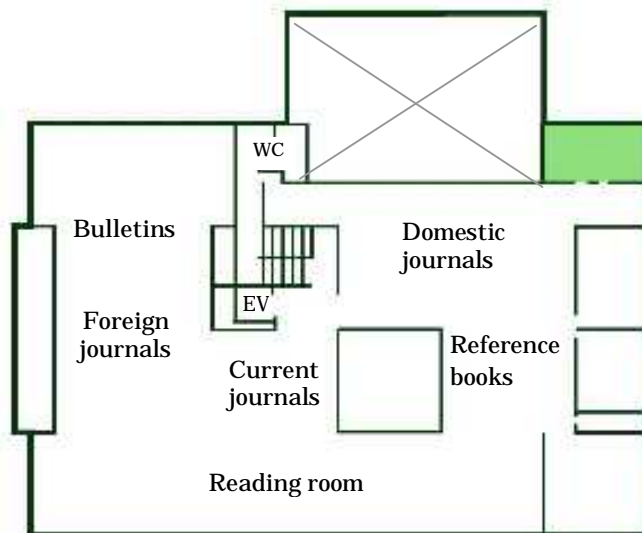 WC
Bulletins
Domestic
journals
EV
Foreign
journals
Current
journals
Reference
books
Reading room